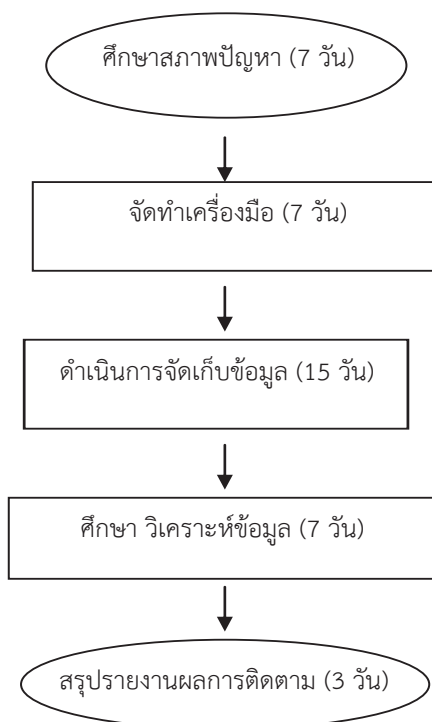 ศึกษาสภาพปัญหา (7 วัน)
จัดทำเครื่องมือ (7 วัน)
ดำเนินการจัดเก็บข้อมูล (15 วัน)
ศึกษา วิเคราะห์ข้อมูล (7 วัน)
สรุปรายงานผลการติดตาม (3 วัน)